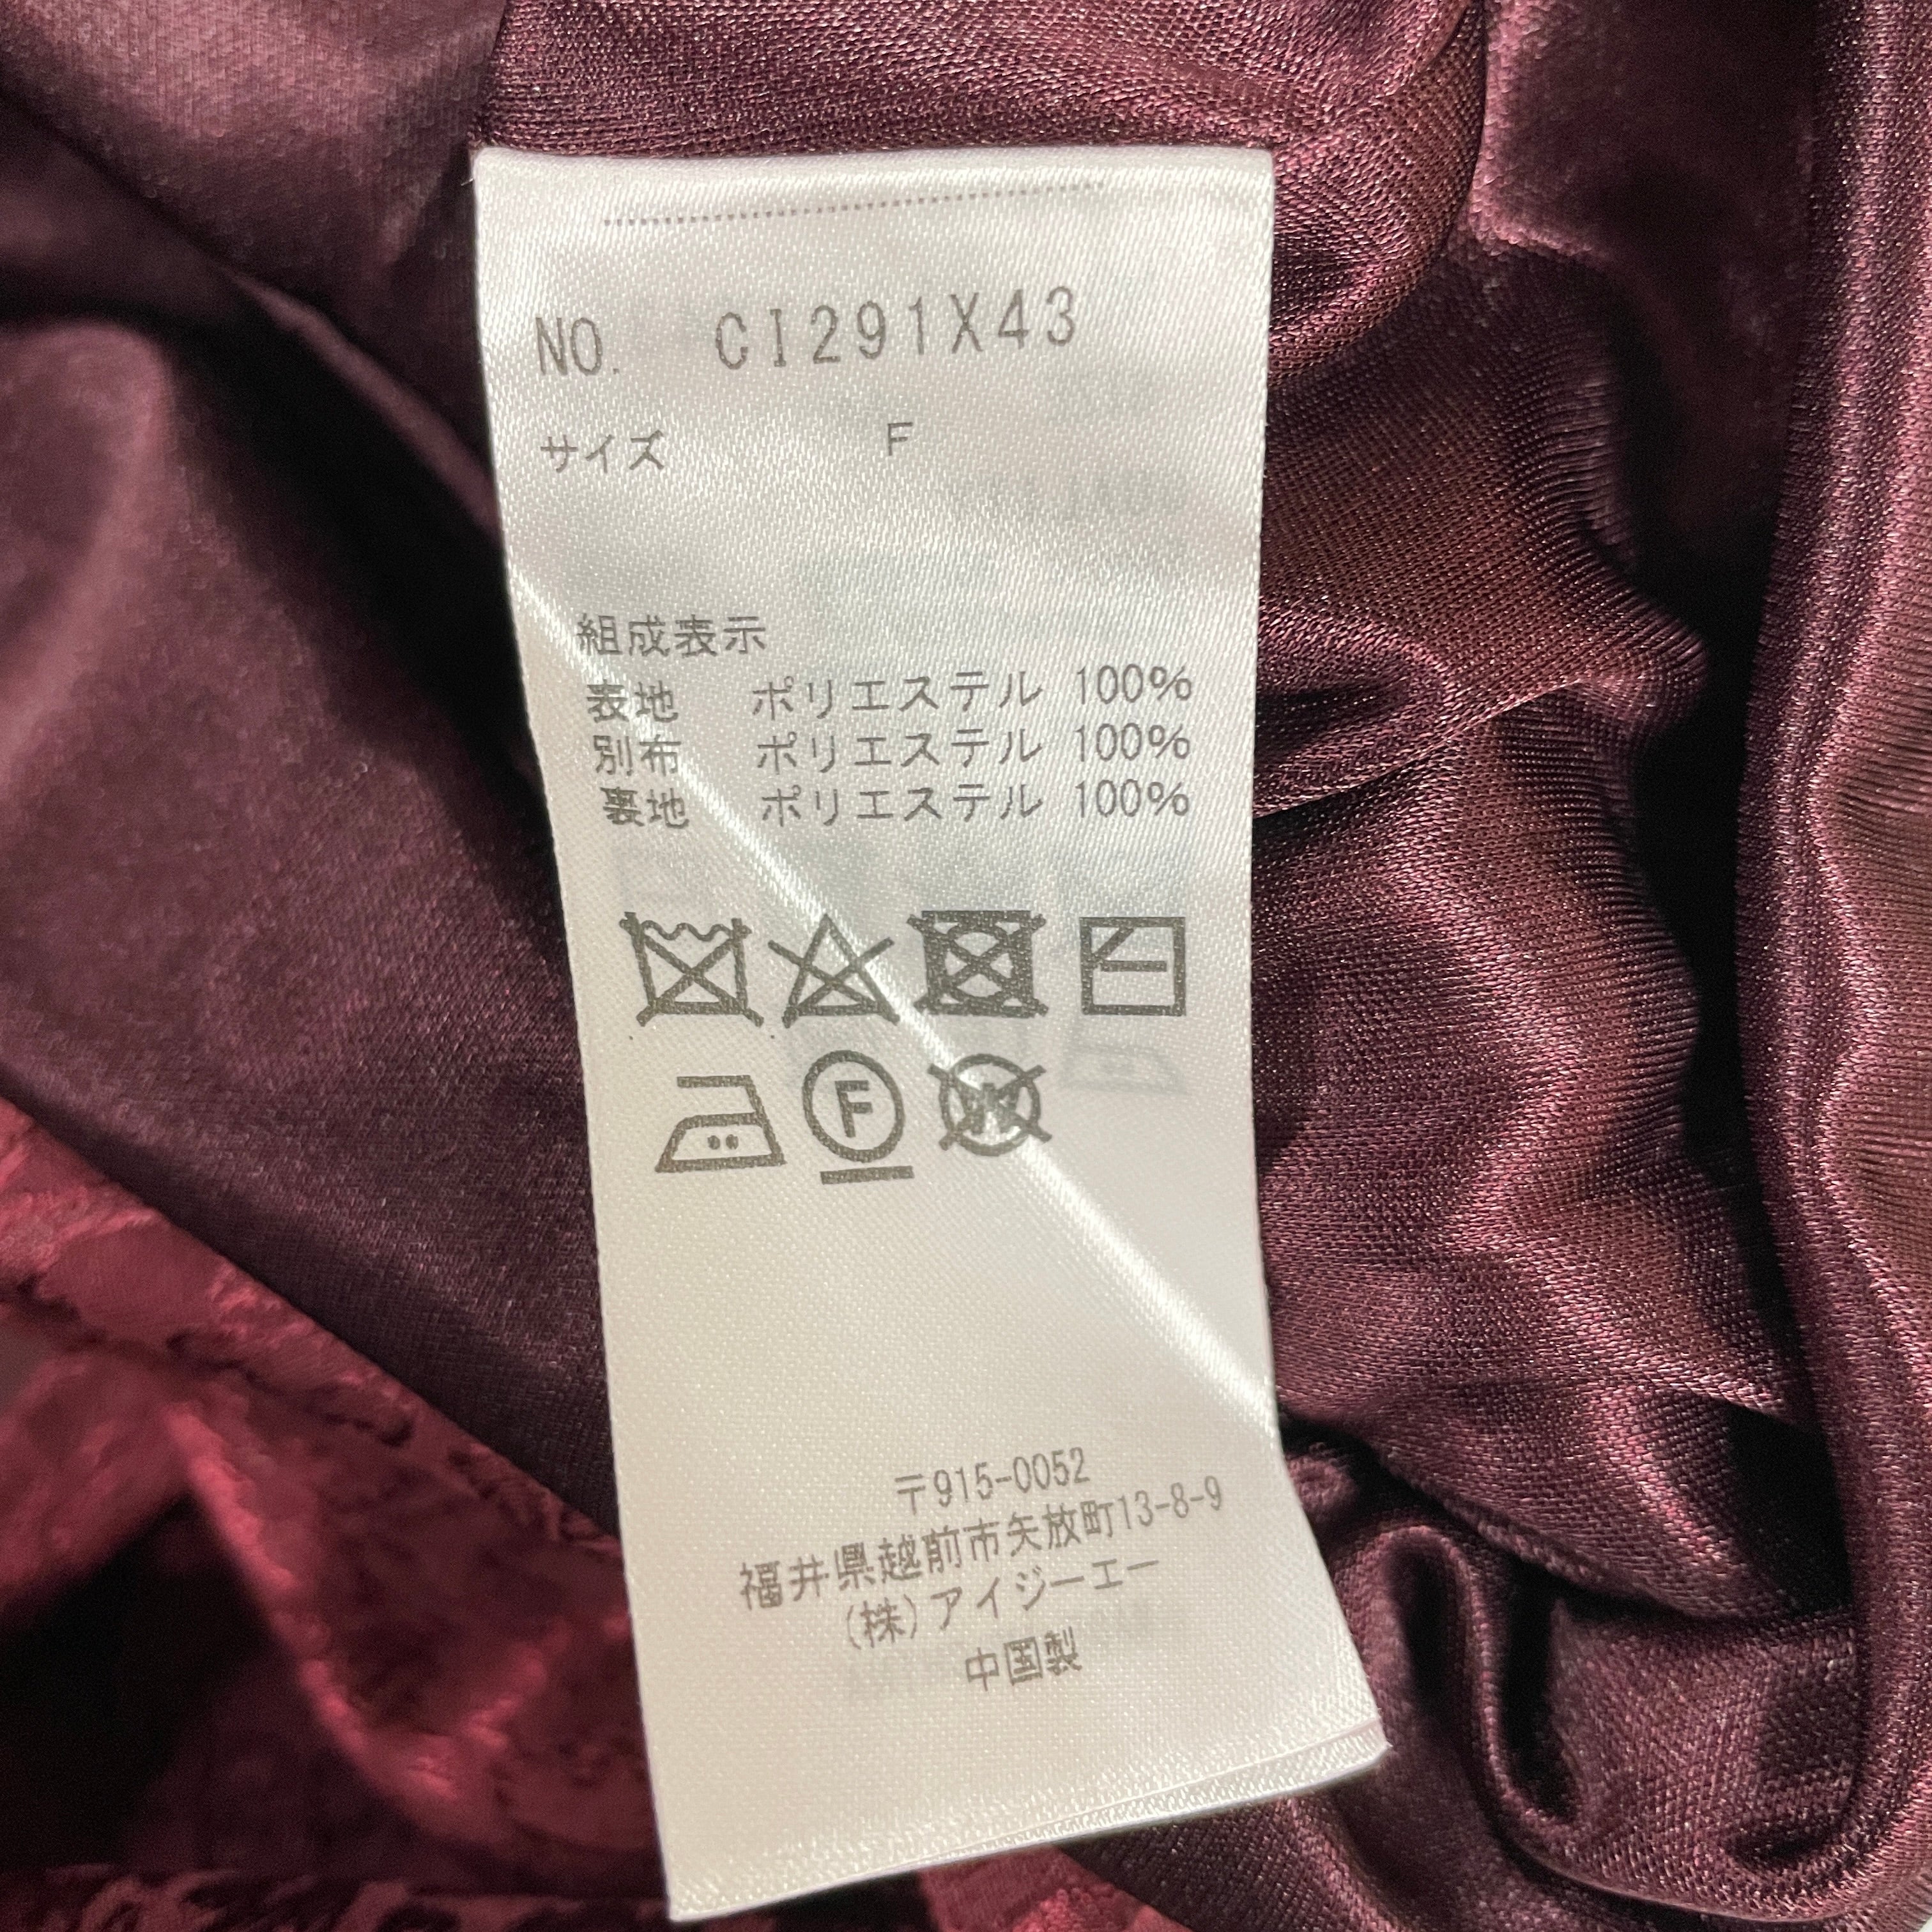 NO. CI291X43
サイズ F
組成表示
表地 ポリエステル 100%
別布 ポリエステル 100%
裏地 ポリエステル 100%
F
W
〒915-0052
福井県越前市矢放町13-8-9
(株)アイジーエー
中国製